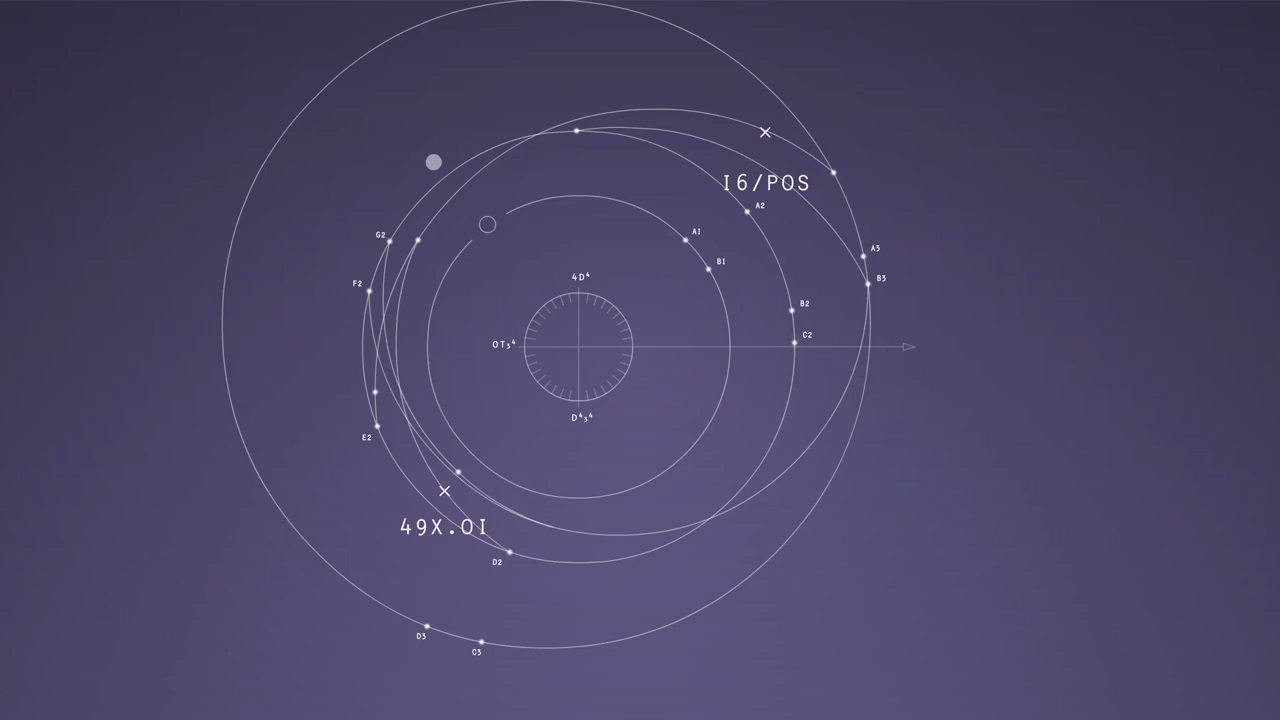 I6/POS
A2
G2
A1
A3
B1
4D⁴
B3
F2
B2
C2
OT₃⁴
D⁴₃⁴
E2
49X.OI
D2
D3
C3